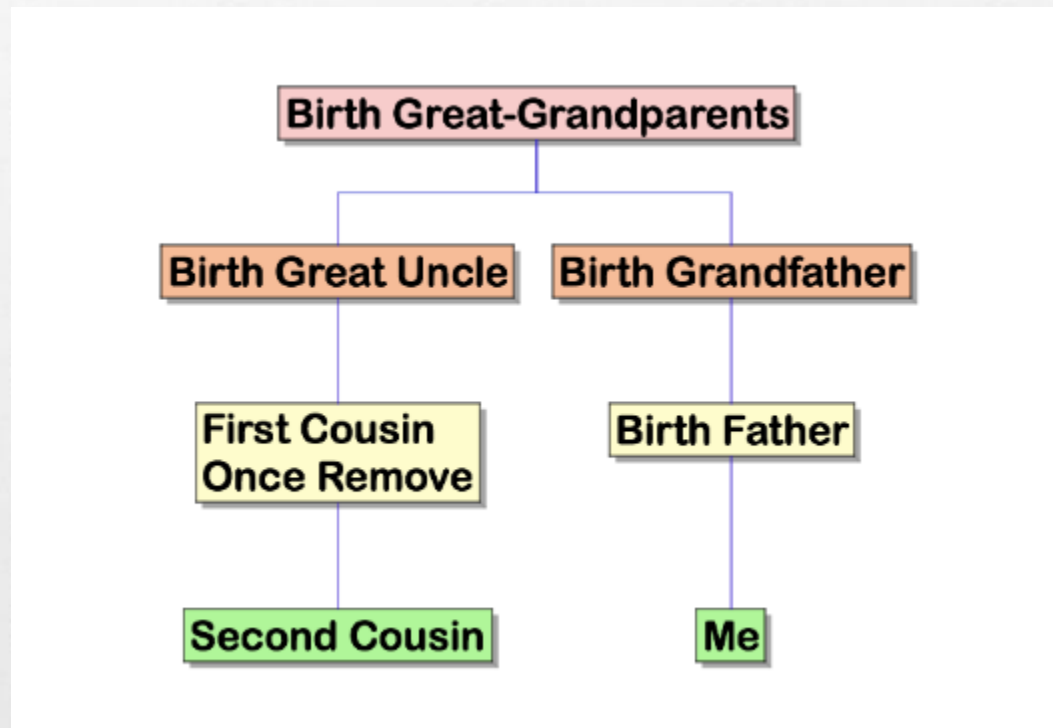 Birth Great-Grandparents
Birth Great Uncle
Birth Grandfather
First Cousin
Once Remove
Birth Father
Second Cousin
Me